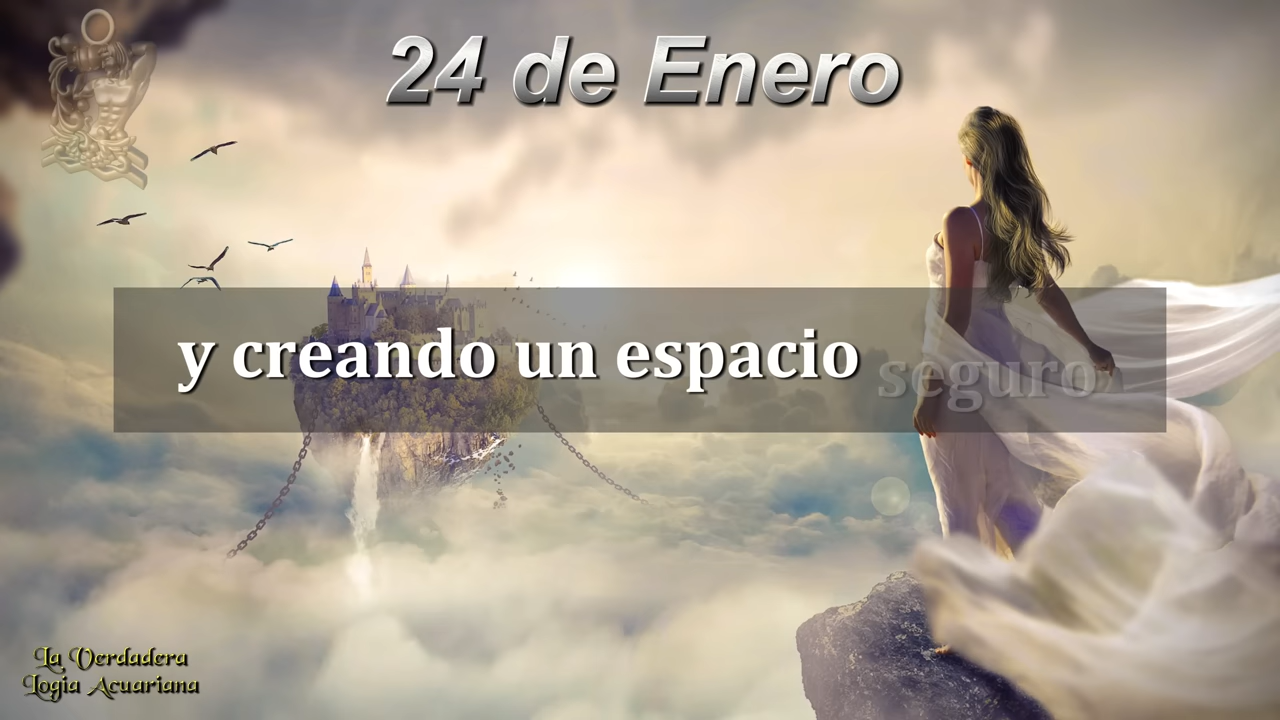 24 de Enero
y creando un espacio seguro
La Verdadera
Logia Acuariana